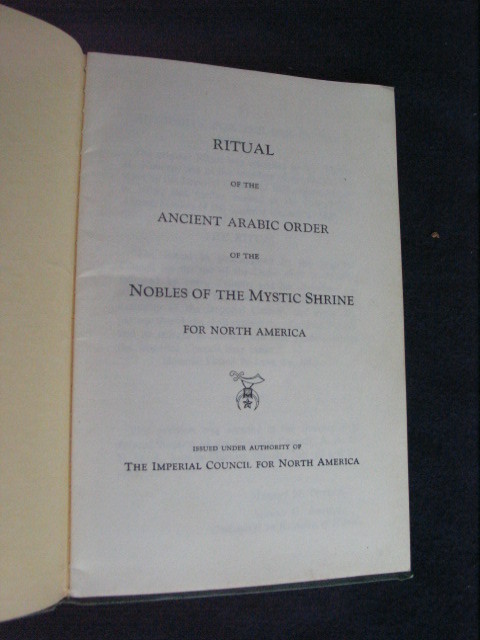 RITUAL
OF THE
ANCIENT ARABIC ORDER
OF THE
NOBLES OF THE MYSTIC SHRINE
FOR NORTH AMERICA
ISSUED UNDER AUTHORITY OF
THE IMPERIAL COUNCIL FOR NORTH AMERICA